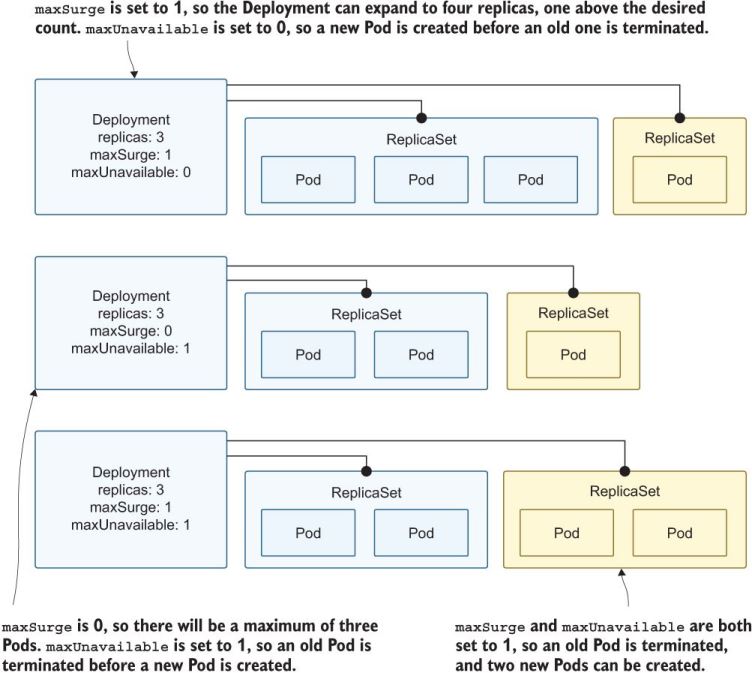 maxSurge is set to 1, so the Deployment can expand to four replicas, one above the desired
count. maxUnavailable is set to 0, so a new Pod is created before an old one is terminated.
Deployment
replicas: 3
maxSurge: 1
maxUnavailable: 0
ReplicaSet
Pod
Pod
Pod
ReplicaSet
Pod
Deployment
replicas: 3
maxSurge: 0
maxUnavailable: 1
ReplicaSet
Pod
Pod
ReplicaSet
Pod
Deployment
replicas: 3
maxSurge: 1
maxUnavailable: 1
ReplicaSet
Pod
Pod
ReplicaSet
Pod
Pod
maxSurge is 0, so there will be a maximum of three
Pods. maxUnavailable is set to 1, so an old Pod is
terminated before a new Pod is created.
maxSurge and maxUnavailable are both
set to 1, so an old Pod is terminated,
and two new Pods can be created.